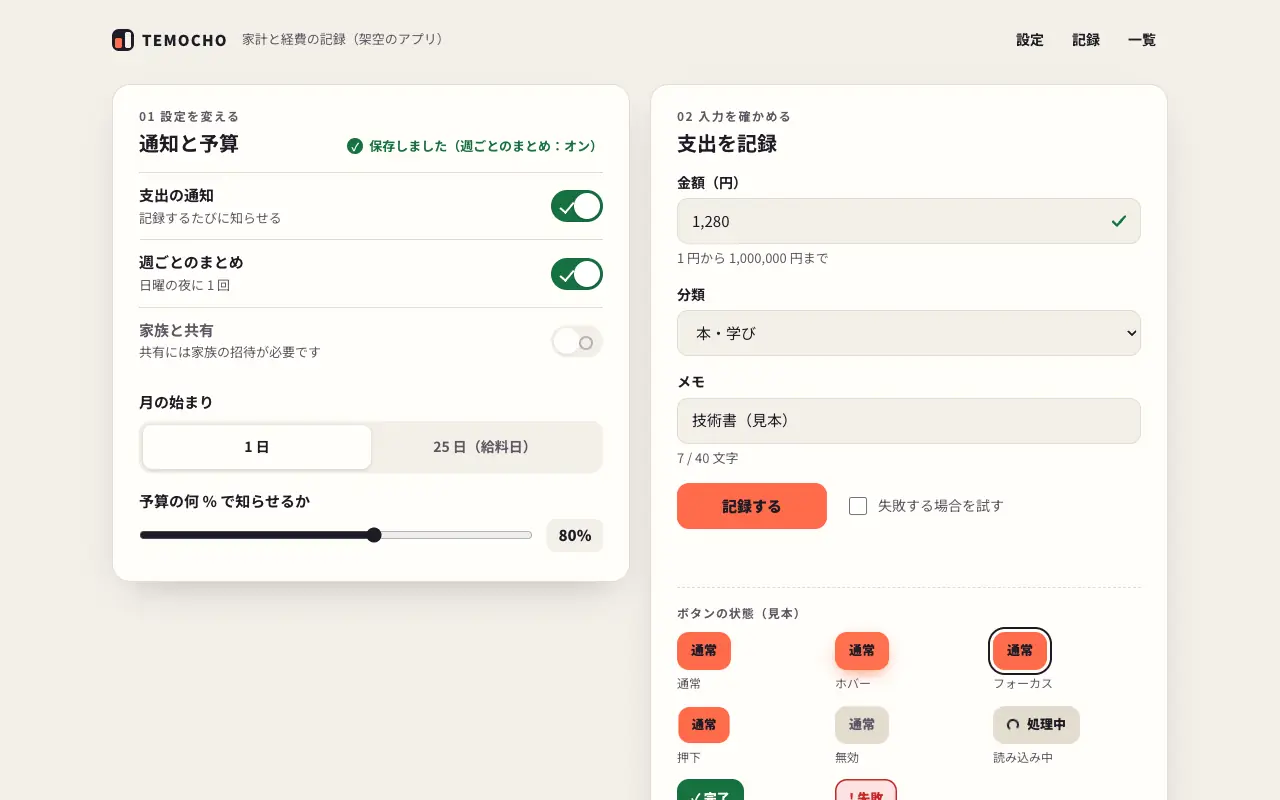 TEMOCHO 家計と経費の記録（架空のアプリ）
設定 記録 一覧
01 設定を変える
通知と予算
保存しました（週ごとのまとめ：オン）
支出の通知
記録するたびに知らせる
週ごとのまとめ
日曜の夜に 1 回
家族と共有
共有には家族の招待が必要です
月の始まり
1 日 25 日（給料日）
予算の何 % で知らせるか
80%
02 入力を確かめる
支出を記録
金額（円）
1,280
1 円から 1,000,000 円まで
分類
本・学び
メモ
技術書（見本）
7 / 40 文字
記録する 失敗する場合を試す
ボタンの状態（見本）
通常 通常 通常
通常 ホバー フォーカス
通常 通常 処理中
押下 無効 読み込み中
✓完了 ! 失敗